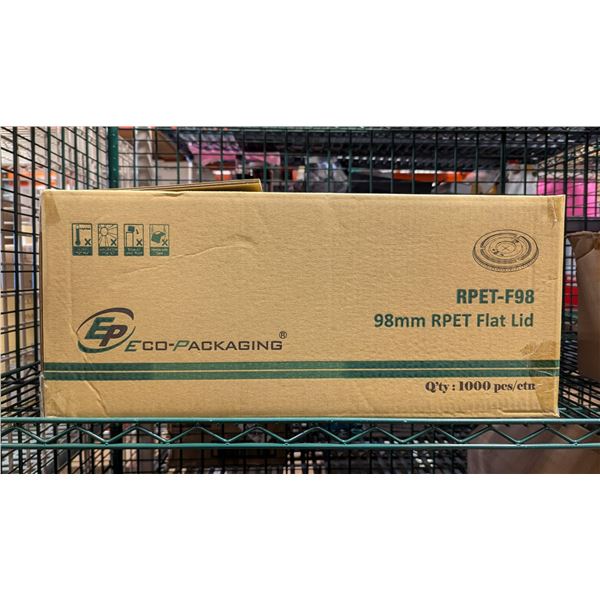 RPET-F98
98mm RPET Flat Lid
EP ECO-PACKAGING®
Q'ty : 1000 pcs/ctn